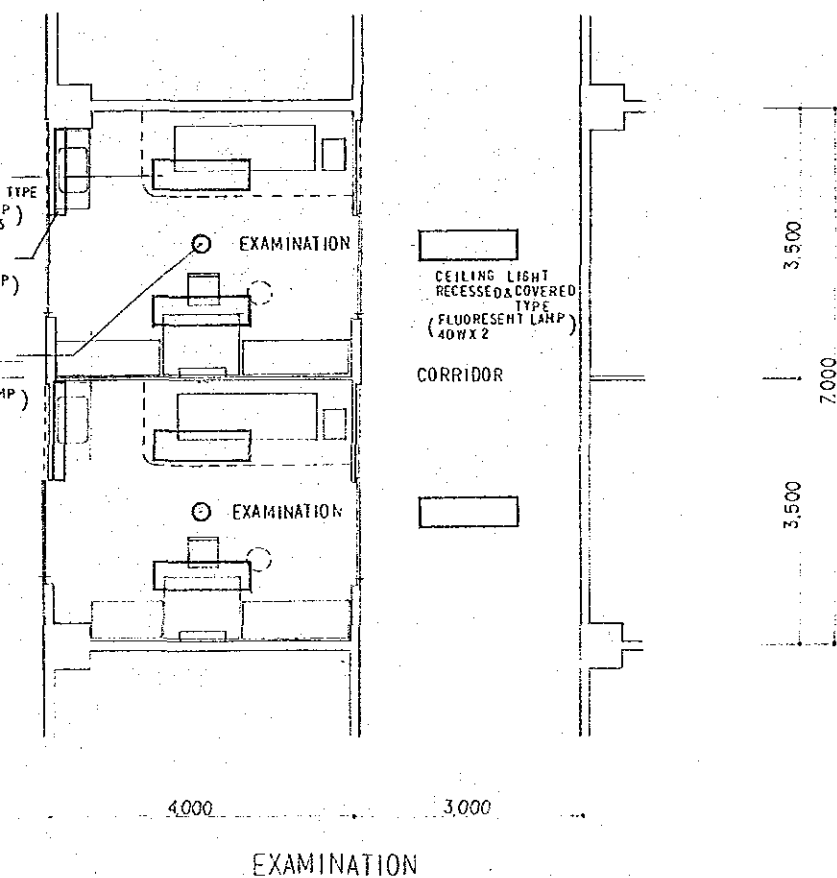 TYPE
EXAMINATION
CEILING LIGHT
RECESSED & COVERED
TYPE
(FLUORESENT LAMP)
40W X 2
CORRIDOR
EXAMINATION
3,500
7,000
3,500
4,000
3,000
EXAMINATION